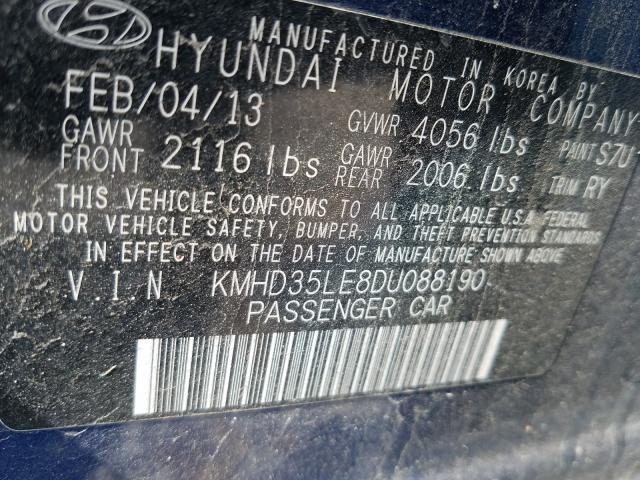 MANUFACTURED IN KOREA BY
HYUNDAI MOTOR COMPANY
FEB/04/13 GVWR 4056 lbs PAINT S7U
GAWR FRONT 2116 lbs GAWR REAR 2006 lbs TRIM RY
THIS VEHICLE CONFORMS TO ALL APPLICABLE U.S.A FEDERAL
MOTOR VEHICLE SAFETY, BUMPER, AND THEFT PREVENTION STANDARDS
IN EFFECT ON THE DATE OF MANUFACTURE SHOWN ABOVE
V.I.N KMHD35LE8DU088190
PASSENGER CAR